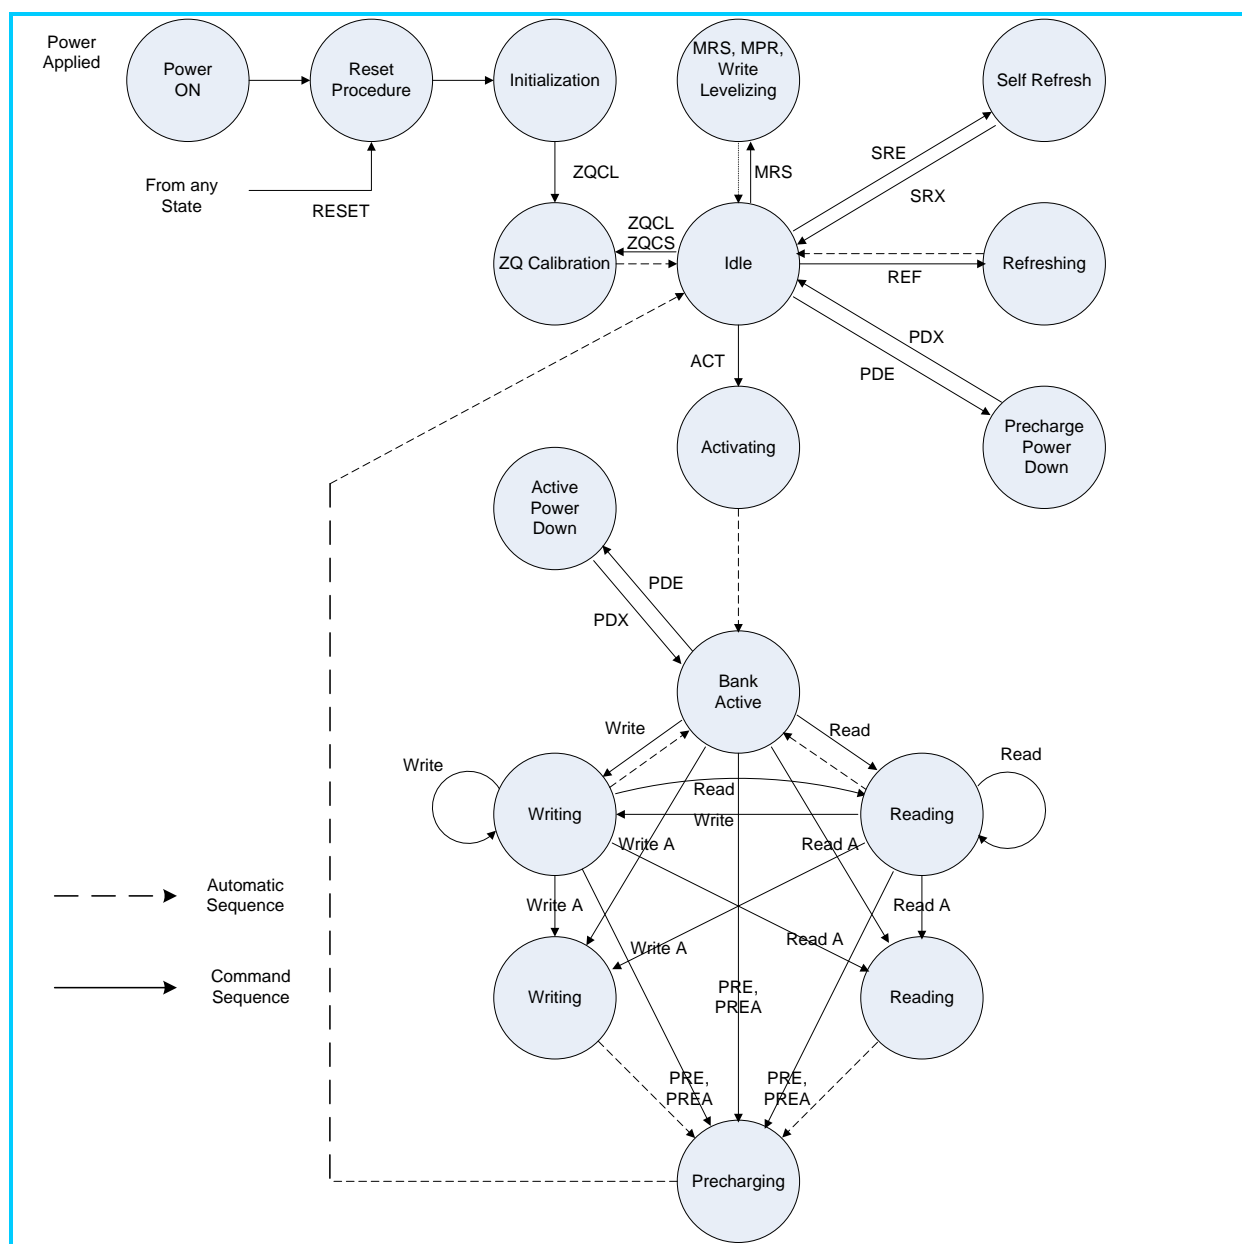 Power
Applied
Power
ON
Reset
Procedure
Initialization
MRS, MPR,
Write
Levelizing
Self Refresh
From any
State
RESET
ZQCL
MRS
SRE
SRX
ZQCL
ZQCS
ZQ Calibration
Idle
REF
Refreshing
ACT
PDX
PDE
Activating
Precharge
Power
Down
Active
Power
Down
PDE
PDX
Bank
Active
Write
Read
Write
Read
Writing
Read
Write
Reading
Write A
Read A
Automatic
Sequence
Write A
Read A
Write A
Read A
Command
Sequence
Writing
PRE,
PREA
Reading
PRE,
PREA
PRE,
PREA
Precharging